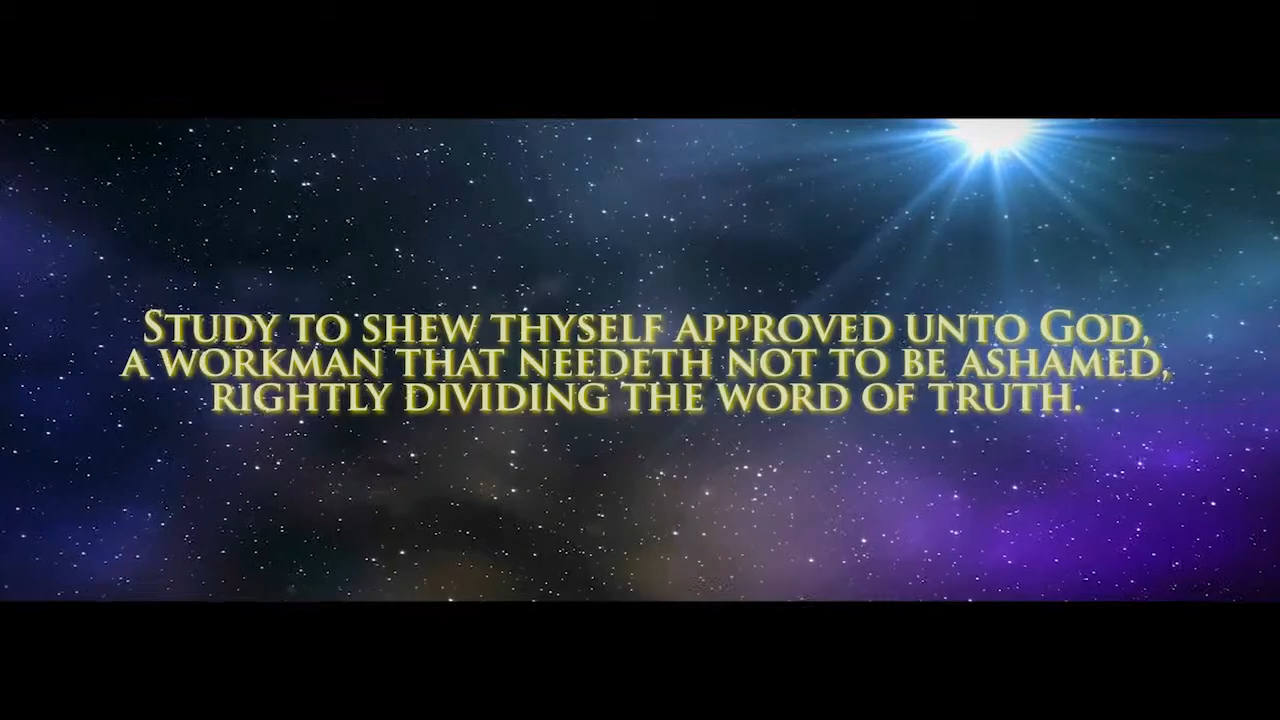 Study to shew thyself approved unto God,
a workman that needeth not to be ashamed,
rightly dividing the word of truth.